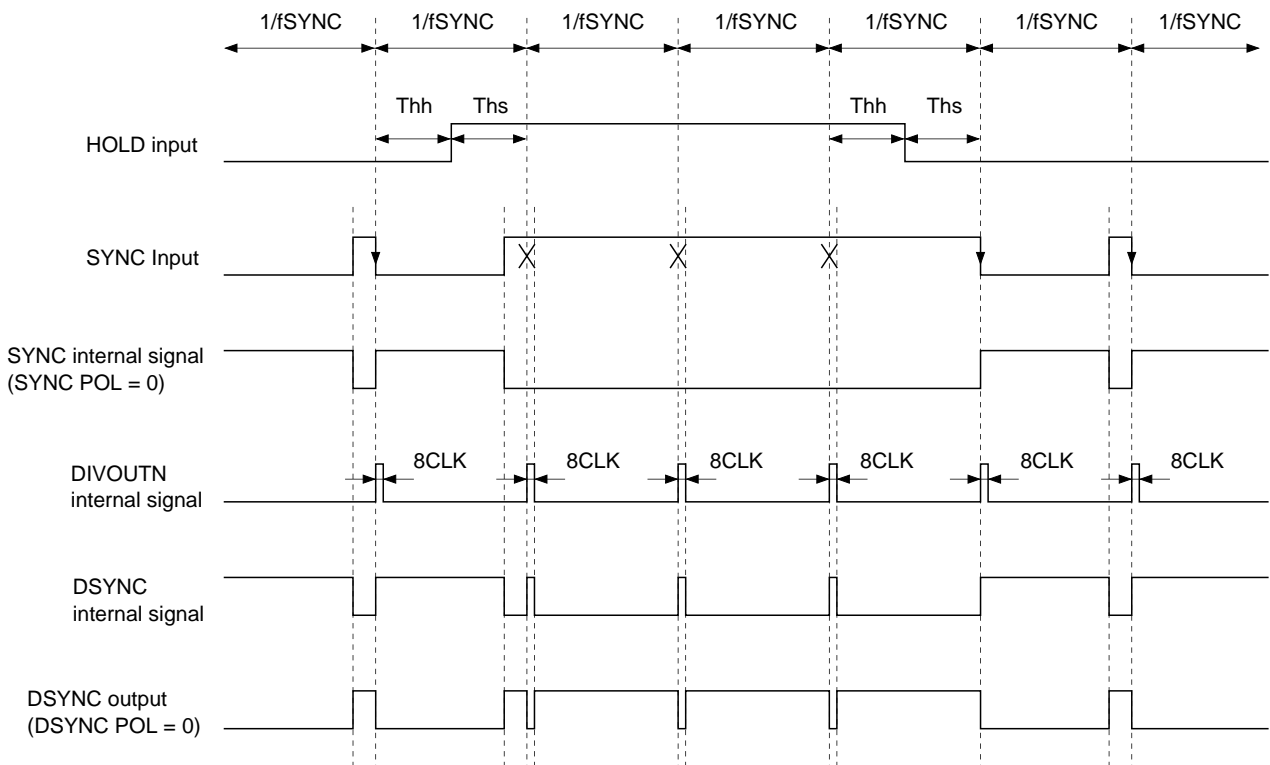 1/fSYNC 1/fSYNC 1/fSYNC 1/fSYNC 1/fSYNC 1/fSYNC 1/fSYNC
Thh Ths Thh Ths
HOLD input
SYNC Input
SYNC internal signal
(SYNC POL = 0)
8CLK 8CLK 8CLK 8CLK 8CLK 8CLK
DIVOUTN
internal signal
DSYNC
internal signal
DSYNC output
(DSYNC POL = 0)